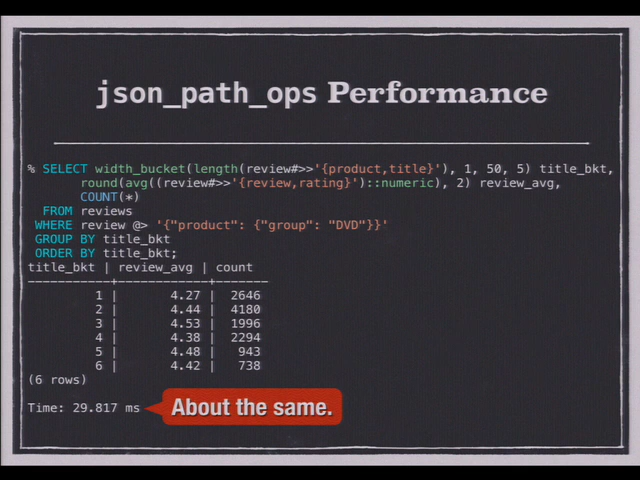 json_path_ops Performance
% SELECT width_bucket(length(review#>>'{product,title}'), 1, 50, 5) title_bkt,
round(avg((review#>>'{review,rating}')::numeric), 2) review_avg,
COUNT(*)
FROM reviews
WHERE review @> '{"product": {"group": "DVD"}}'
GROUP BY title_bkt
ORDER BY title_bkt;
title_bkt | review_avg | count
-----------+------------+-------
1 | 4.27 | 2646
2 | 4.44 | 4180
3 | 4.53 | 1996
4 | 4.38 | 2294
5 | 4.48 | 943
6 | 4.42 | 738
(6 rows)
Time: 29.817 ms
About the same.